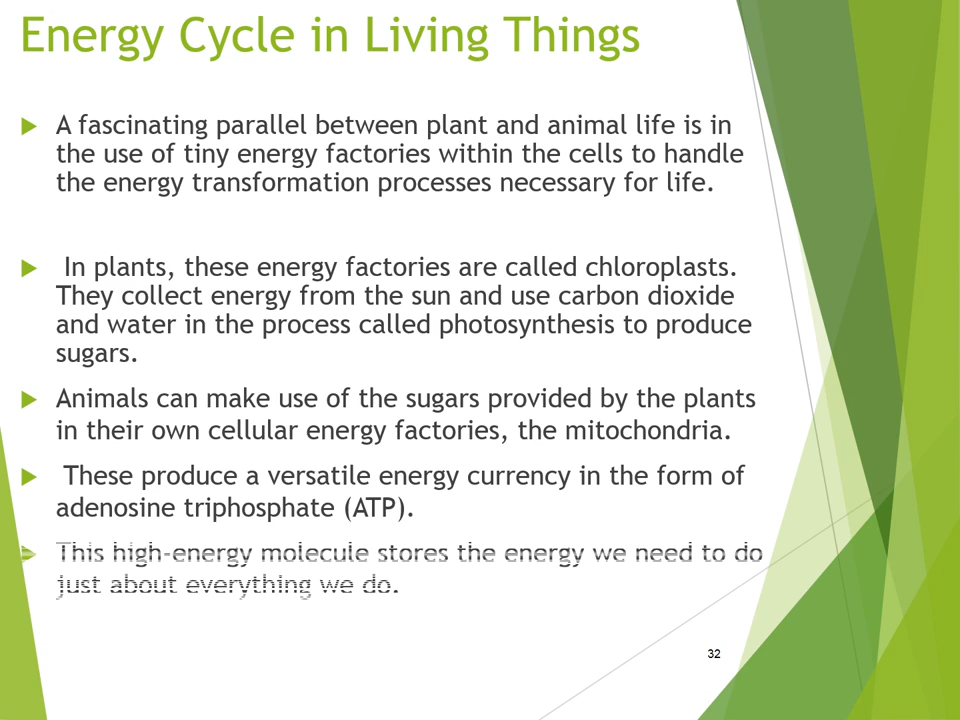 Energy Cycle in Living Things
A fascinating parallel between plant and animal life is in
the use of tiny energy factories within the cells to handle
the energy transformation processes necessary for life.
In plants, these energy factories are called chloroplasts.
They collect energy from the sun and use carbon dioxide
and water in the process called photosynthesis to produce
sugars.
Animals can make use of the sugars provided by the plants
in their own cellular energy factories, the mitochondria.
These produce a versatile energy currency in the form of
adenosine triphosphate (ATP).
This high-energy molecule stores the energy we need to do
just about everything we do.
32